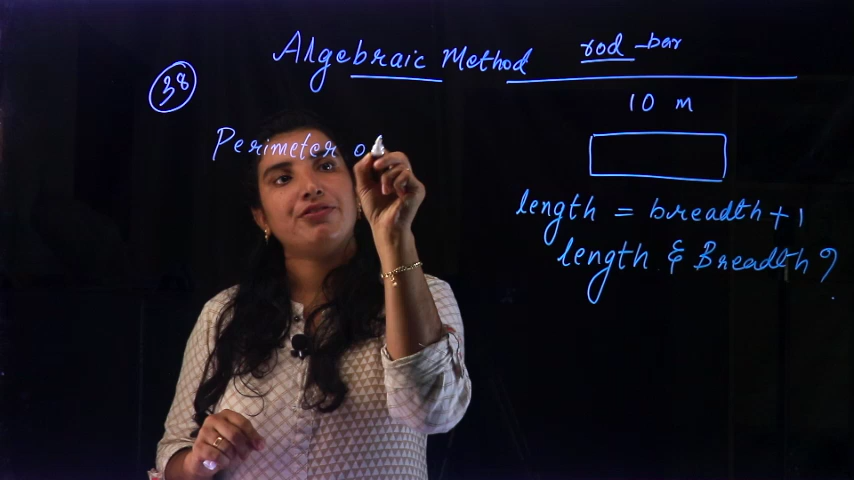 Algebraic Method
rod - bar
38
10 m
Perimeter o
length = breadth + 1
length & Breadth ?